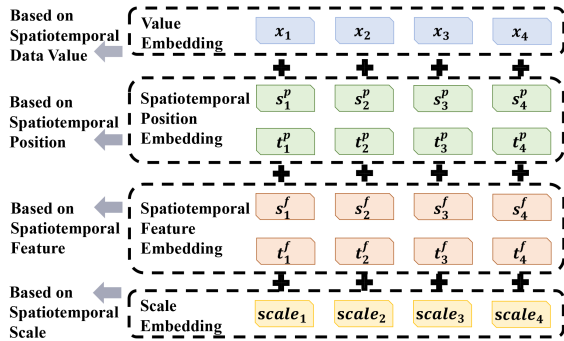 Based on
Spatiotemporal
Data Value
Value
Embedding
x₁ x₂ x₃ x₄
Based on
Spatiotemporal
Position
Spatiotemporal
Position
Embedding
s₁ᵖ s₂ᵖ s₃ᵖ s₄ᵖ
t₁ᵖ t₂ᵖ t₃ᵖ t₄ᵖ
Based on
Spatiotemporal
Feature
Spatiotemporal
Feature
Embedding
s₁ᶠ s₂ᶠ s₃ᶠ s₄ᶠ
t₁ᶠ t₂ᶠ t₃ᶠ t₄ᶠ
Based on
Spatiotemporal
Scale
Scale
Embedding
scale₁ scale₂ scale₃ scale₄